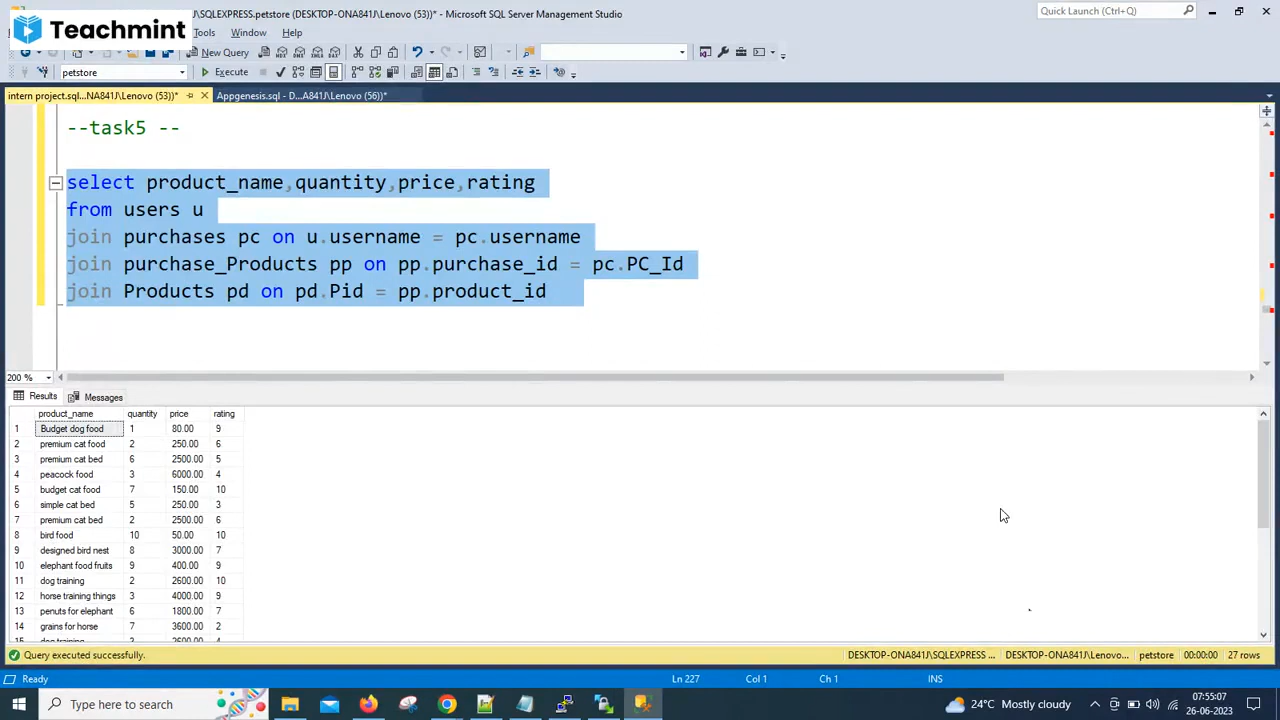 J\SQLEXPRESS.petstore (DESKTOP-ONA841J\Lenovo (53))* - Microsoft SQL Server Management Studio
Quick Launch (Ctrl+Q)
Teachmint
Tools Window Help
New Query
petstore
Execute
intern project.sql...NA841J\Lenovo (53))*
Appgenesis.sql - D...A841J\Lenovo (56))*
--task5 --
select product_name,quantity,price,rating
from users u
join purchases pc on u.username = pc.username
join purchase_Products pp on pp.purchase_id = pc.PC_Id
join Products pd on pd.Pid = pp.product_id
200 %
Results Messages
product_name quantity price rating
1 Budget dog food 1 80.00 9
2 premium cat food 2 250.00 6
3 premium cat bed 6 2500.00 5
4 peacock food 3 6000.00 4
5 budget cat food 7 150.00 10
6 simple cat bed 5 250.00 3
7 premium cat bed 2 2500.00 6
8 bird food 10 50.00 10
9 designed bird nest 8 3000.00 7
10 elephant food fruits 9 400.00 9
11 dog training 2 2600.00 10
12 horse training things 3 4000.00 9
13 penuts for elephant 6 1800.00 7
14 grains for horse 7 3600.00 2
15 dog training
Query executed successfully.
DESKTOP-ONA841J\SQLEXPRESS ... DESKTOP-ONA841J\Lenovo... petstore 00:00:00 27 rows
Ready Ln 227 Col 1 Ch 1 INS
Type here to search
24°C Mostly cloudy
07:55:07
26-06-2023